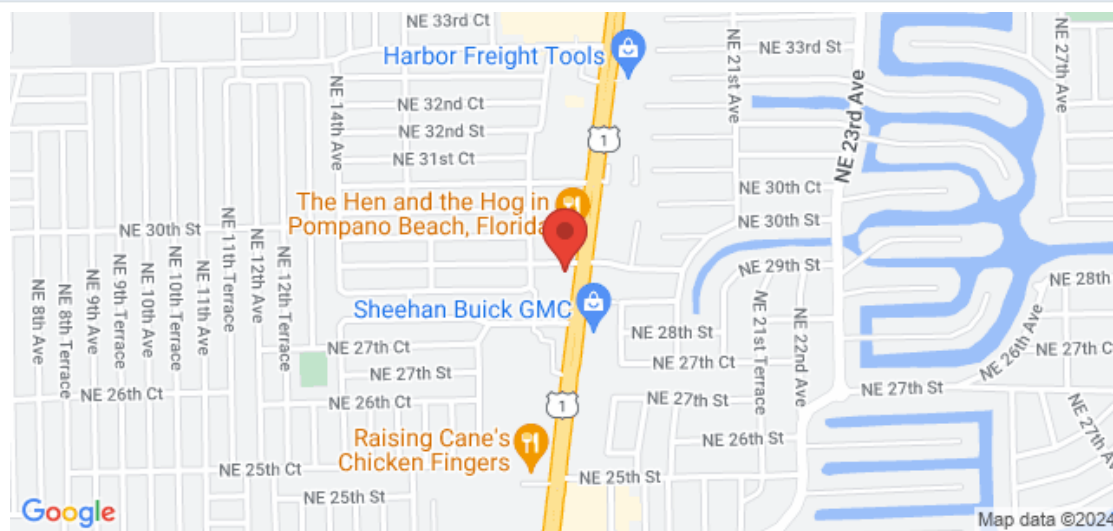 NE 33rd Ct
NE 33rd St
NE 27th Ave
Harbor Freight Tools
NE 21st Ave
NE 23rd Ave
NE 14th Ave
NE 32nd Ct
NE 32nd St
1
NE 31st Ct
The Hen and the Hog in
Pompano Beach, Florida
NE 30th Ct
NE 30th St
NE 30th St
NE 11th Terrace
NE 12th Ave
NE 12th Terrace
NE 29th St
NE 8th Ave
NE 8th Terrace
NE 9th Ave
NE 9th Terrace
NE 10th Ave
NE 10th Terrace
NE 11th Ave
Sheehan Buick GMC
NE 28th
NE 28th St
NE 21st Terrace
NE 22nd Ave
NE 26th Ave
NE 27th Ct
NE 27th Ct
NE 27th Ct
NE 27th St
NE 26th Ct
NE 26th Ct
1
NE 27th St
NE 27th St
NE 27th Ave
Raising Cane's
Chicken Fingers
NE 26th St
NE 25th Ct
NE 25th St
NE 25th St
Google
Map data ©2024